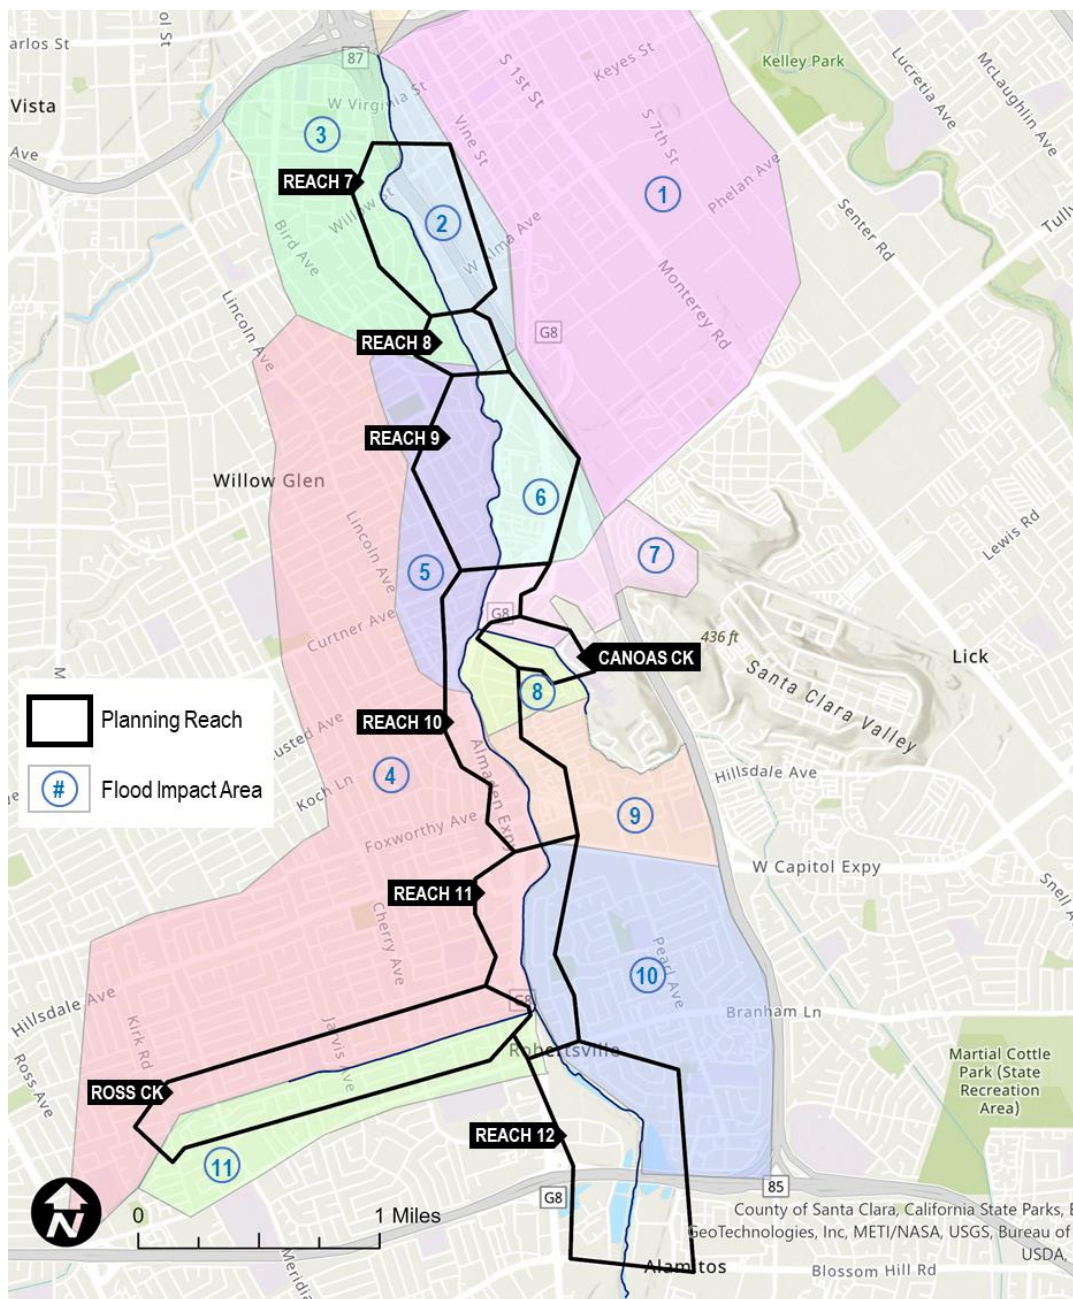 arlos St
ol St
87
Keyes St
S 1st St
Kelley Park
Lucretia Ave
McLaughlin Ave
Vista
W Virginia St
Vine St
3
S 7th St
Ave
REACH 7
Willow St
2
1
Phelan Ave
Bird Ave
W Alma Ave
Senter Rd
Tully
Lincoln Ave
Monterey Rd
REACH 8
G8
REACH 9
Willow Glen
6
Lincoln Ave
Lewis Rd
5
7
Curtner Ave
G8
436 ft
CANOAS CK
Lick
8
Santa Clara Valley
Planning Reach
REACH 10
usted Ave
Almaden Expy
4
Hillsdale Ave
#
Flood Impact Area
Koch Ln
Foxworthy Ave
9
W Capitol Expy
REACH 11
Snell A
Cherry Ave
Pearl Ave
10
Hillsdale Ave
Kirk Rd
Jarvis Ave
G8
Branham Ln
Ross Ave
Robertsville
Martial Cottle
Park (State
Recreation
Area)
ROSS CK
REACH 12
11
85
N
0
1 Miles
G8
County of Santa Clara, California State Parks, E
GeoTechnologies, Inc, METI/NASA, USGS, Bureau of
USDA,
Meridi
Alamitos
Blossom Hill Rd